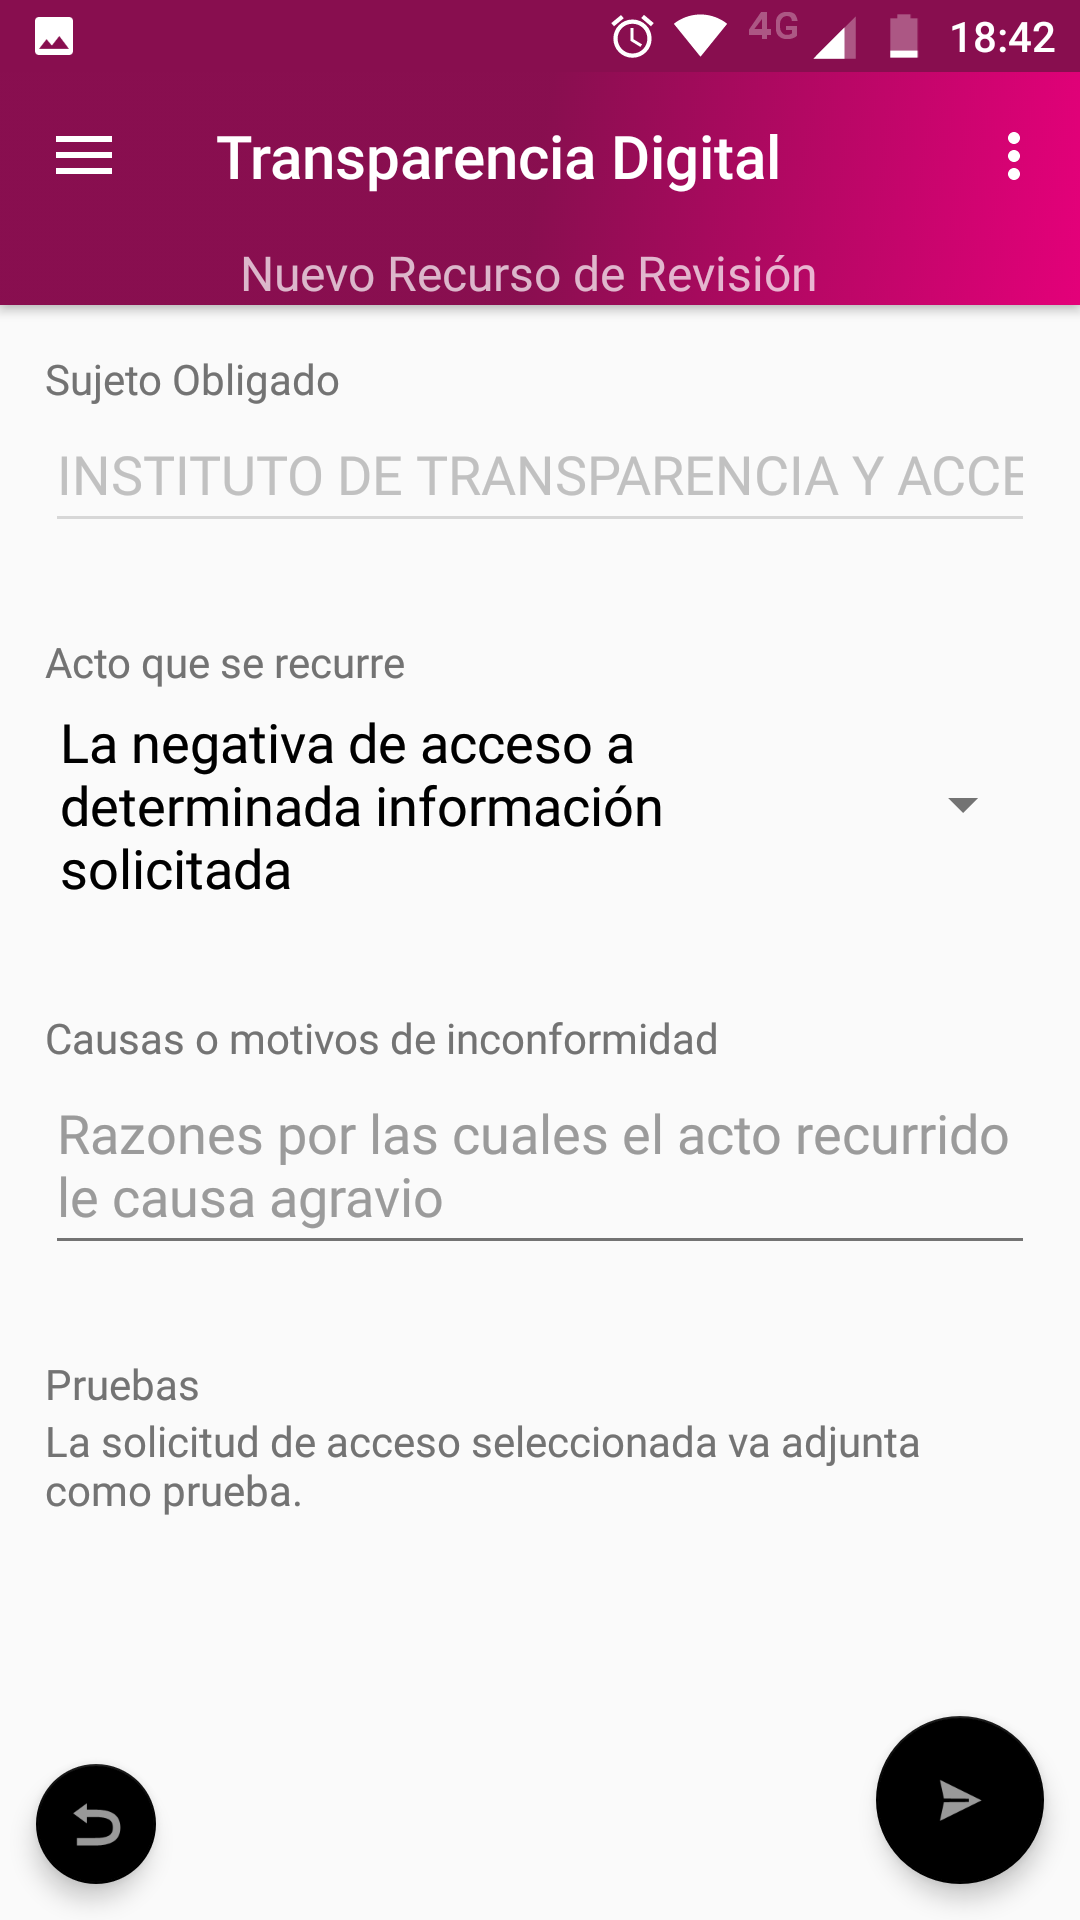 4G 18:42
Transparencia Digital
Nuevo Recurso de Revisión
Sujeto Obligado
INSTITUTO DE TRANSPARENCIA Y ACCE
Acto que se recurre
La negativa de acceso a
determinada información
solicitada
Causas o motivos de inconformidad
Razones por las cuales el acto recurrido
le causa agravio
Pruebas
La solicitud de acceso seleccionada va adjunta
como prueba.